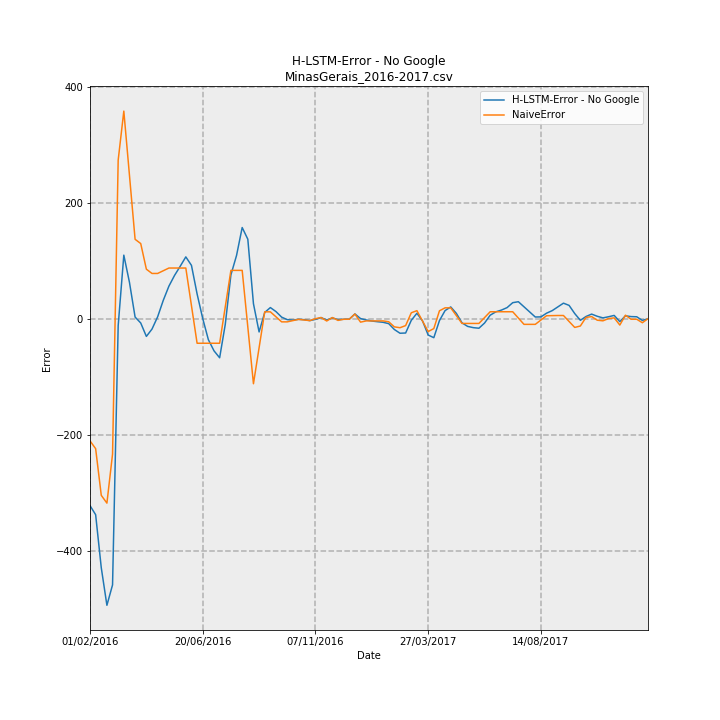 H-LSTM-Error - No Google
MinasGerais_2016-2017.csv
H-LSTM-Error - No Google
NaiveError
400
200
0
−200
−400
Error
01/02/2016
20/06/2016
07/11/2016
27/03/2017
14/08/2017
Date